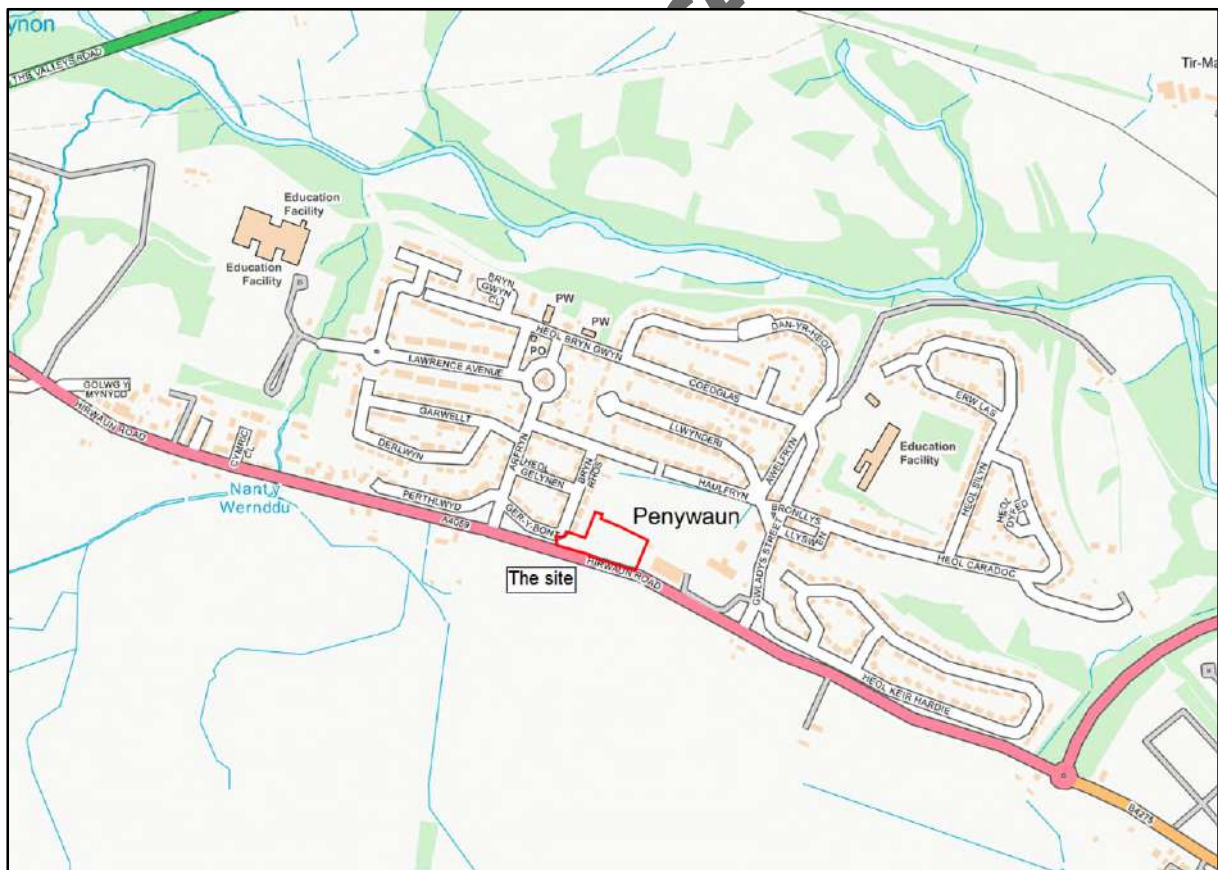 ynon
THE VALLEYS ROAD
Tir-Ma
Education
Facility
Education
Facility
BRYN
GWYN
CL
PW
PW
PO
HEOL BRYN GWYN
DAN-YR-HEOL
LAWRENCE AVENUE
COEDGLAS
ERW LAS
GOLWG Y
MYNYDD
HIRWAUN ROAD
GARWELLT
LLWYNDERI
AWELFRYN
Education
Facility
CYMRIC
CL
DERLWYN
ARFRYN
HEOL
GELYNEN
BRYN
RHOS
HAULFRYN
HEOL SILYN
HEOL
DYFED
Nant y
Wernddu
PERTHLWYD
A4059
GER-Y-BONT
Penywaun
BRONLLYS
LLYSWEN
HEOL CARADOC
GWLADYS STREET
The site
HIRWAUN ROAD
HEOL KEIR HARDIE
B4275